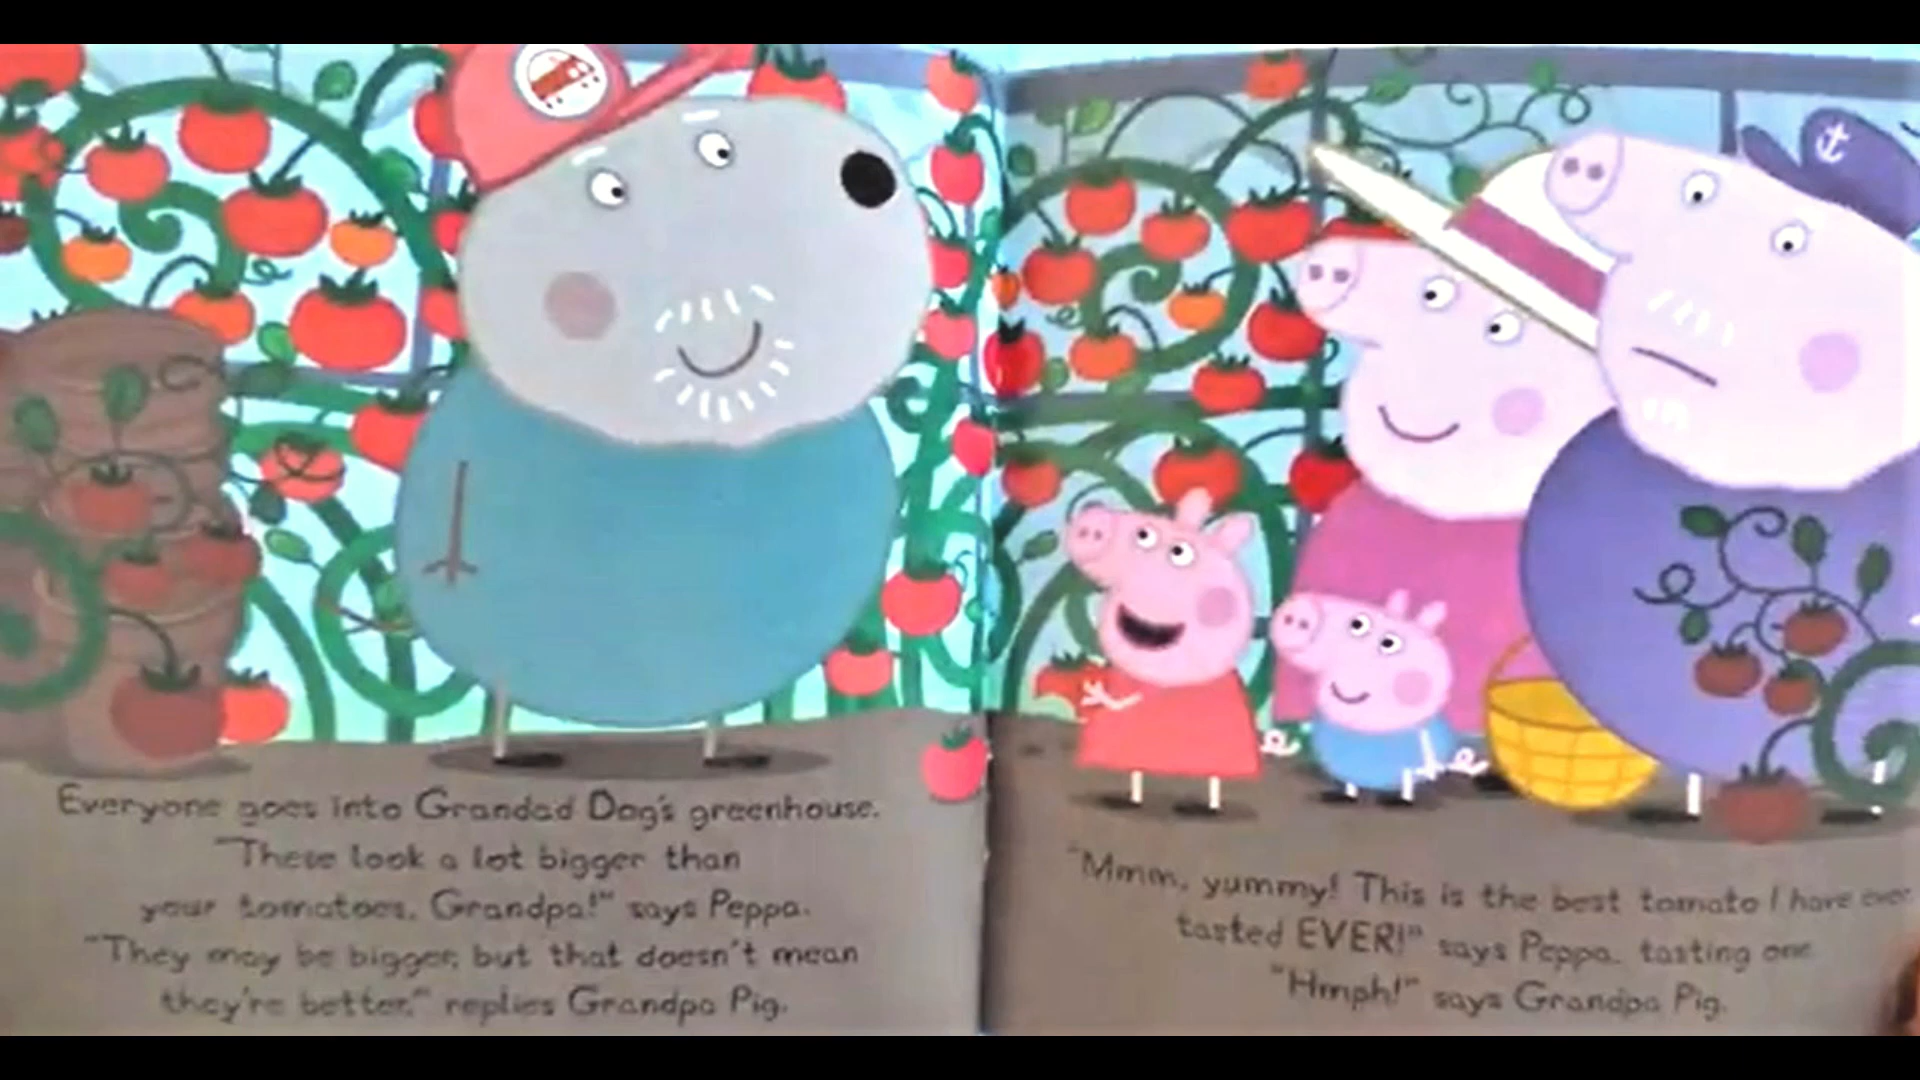 Everyone goes into Grandad Dog's greenhouse.
"These look a lot bigger than
your tomatoes, Grandpa!" says Peppa.
"They may be bigger, but that doesn't mean
they're better," replies Grandpa Pig.
"Mmm, yummy! This is the best tomato I have ever
tasted EVER!" says Peppa, tasting one.
"Hmph!" says Grandpa Pig.